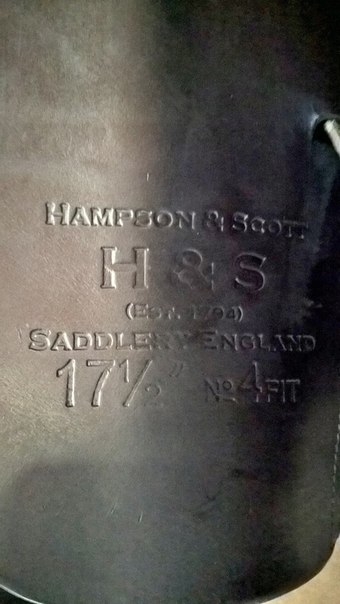 HAMPSON & SCOTT
H & S
(EST. 1794)
SADDLERY ENGLAND
17½" No 4 FIT